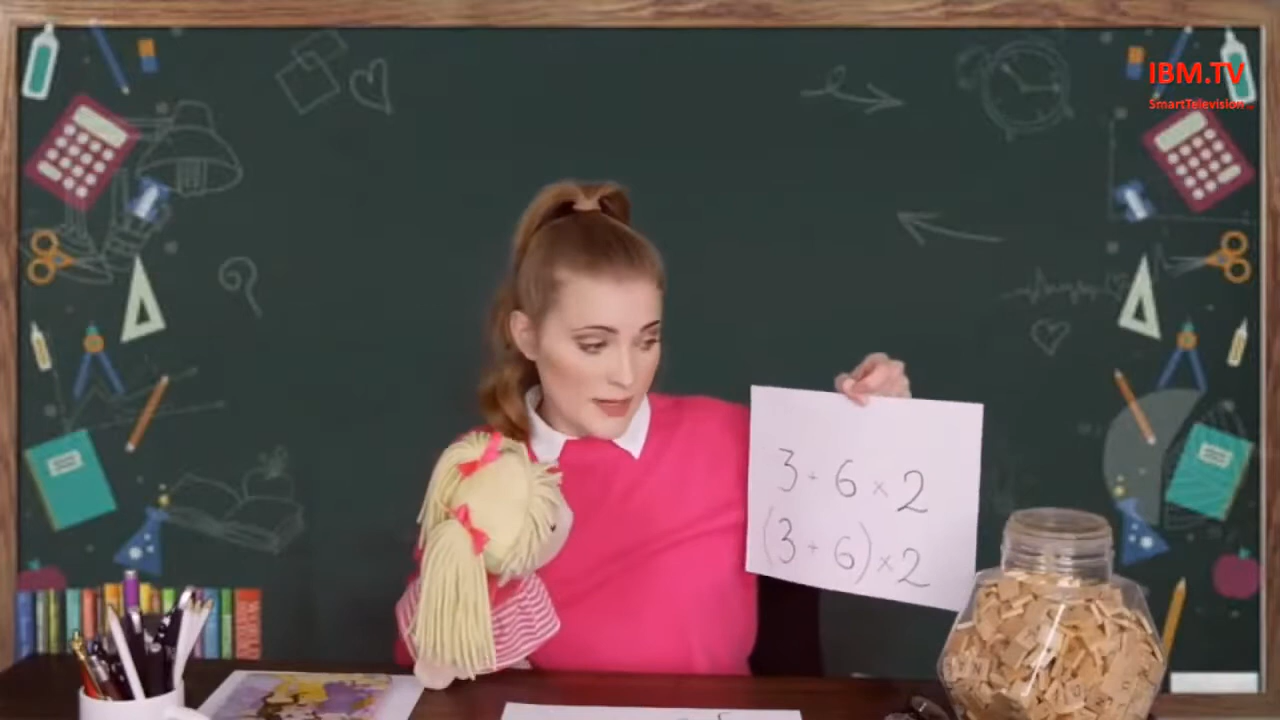 IBM.TV
SmartTelevision
3 + 6 × 2
(3 + 6) × 2